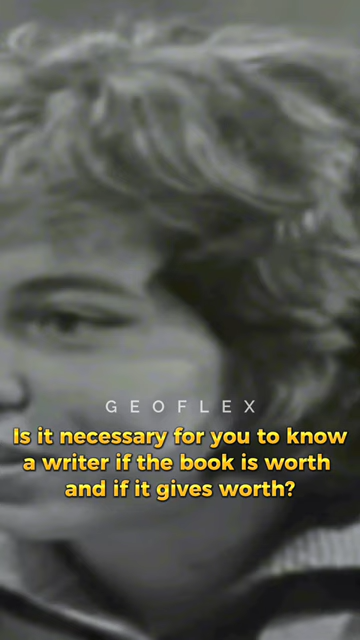 GEOFLEX
Is it necessary for you to know
a writer if the book is worth
and if it gives worth?